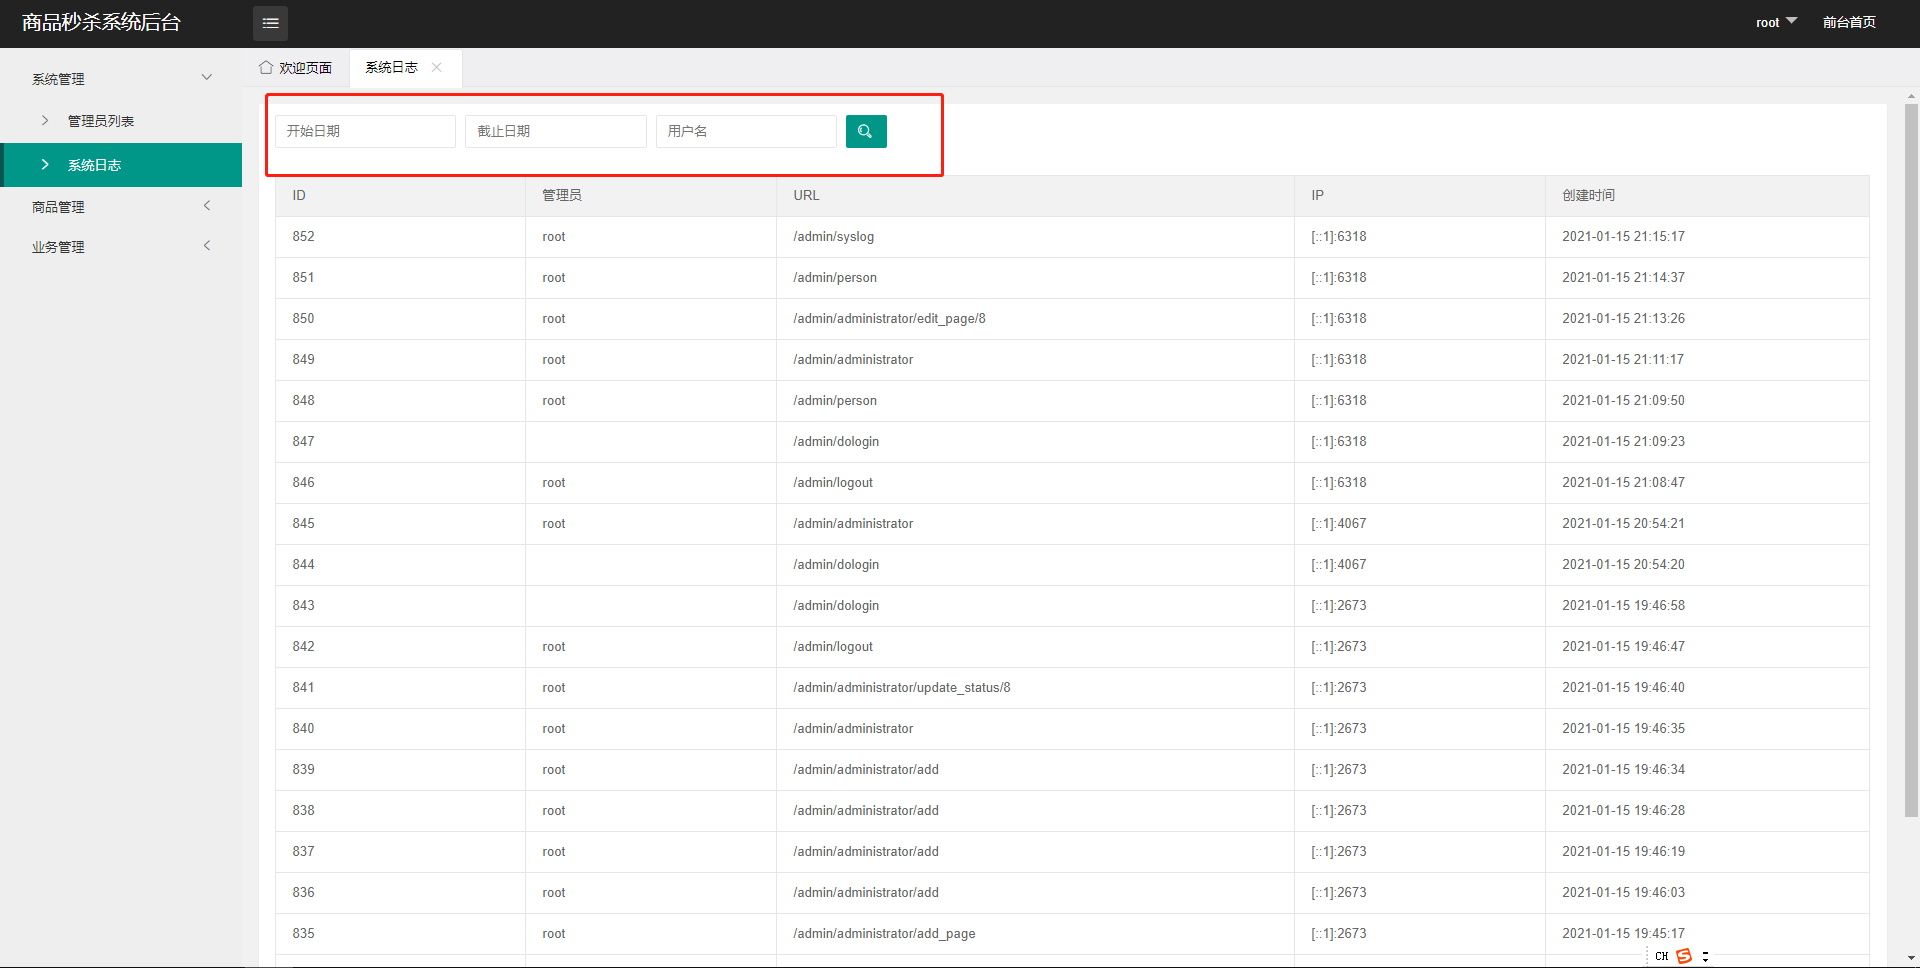 商品秒杀系统后台
root 前台首页
系统管理
管理员列表
系统日志
商品管理
业务管理
欢迎页面 系统日志
开始日期 截止日期 用户名
ID 管理员 URL IP 创建时间
852 root /admin/syslog [::1]:6318 2021-01-15 21:15:17
851 root /admin/person [::1]:6318 2021-01-15 21:14:37
850 root /admin/administrator/edit_page/8 [::1]:6318 2021-01-15 21:13:26
849 root /admin/administrator [::1]:6318 2021-01-15 21:11:17
848 root /admin/person [::1]:6318 2021-01-15 21:09:50
847 /admin/dologin [::1]:6318 2021-01-15 21:09:23
846 root /admin/logout [::1]:6318 2021-01-15 21:08:47
845 root /admin/administrator [::1]:4067 2021-01-15 20:54:21
844 /admin/dologin [::1]:4067 2021-01-15 20:54:20
843 /admin/dologin [::1]:2673 2021-01-15 19:46:58
842 root /admin/logout [::1]:2673 2021-01-15 19:46:47
841 root /admin/administrator/update_status/8 [::1]:2673 2021-01-15 19:46:40
840 root /admin/administrator [::1]:2673 2021-01-15 19:46:35
839 root /admin/administrator/add [::1]:2673 2021-01-15 19:46:34
838 root /admin/administrator/add [::1]:2673 2021-01-15 19:46:28
837 root /admin/administrator/add [::1]:2673 2021-01-15 19:46:19
836 root /admin/administrator/add [::1]:2673 2021-01-15 19:46:03
835 root /admin/administrator/add_page [::1]:2673 2021-01-15 19:45:17
CH